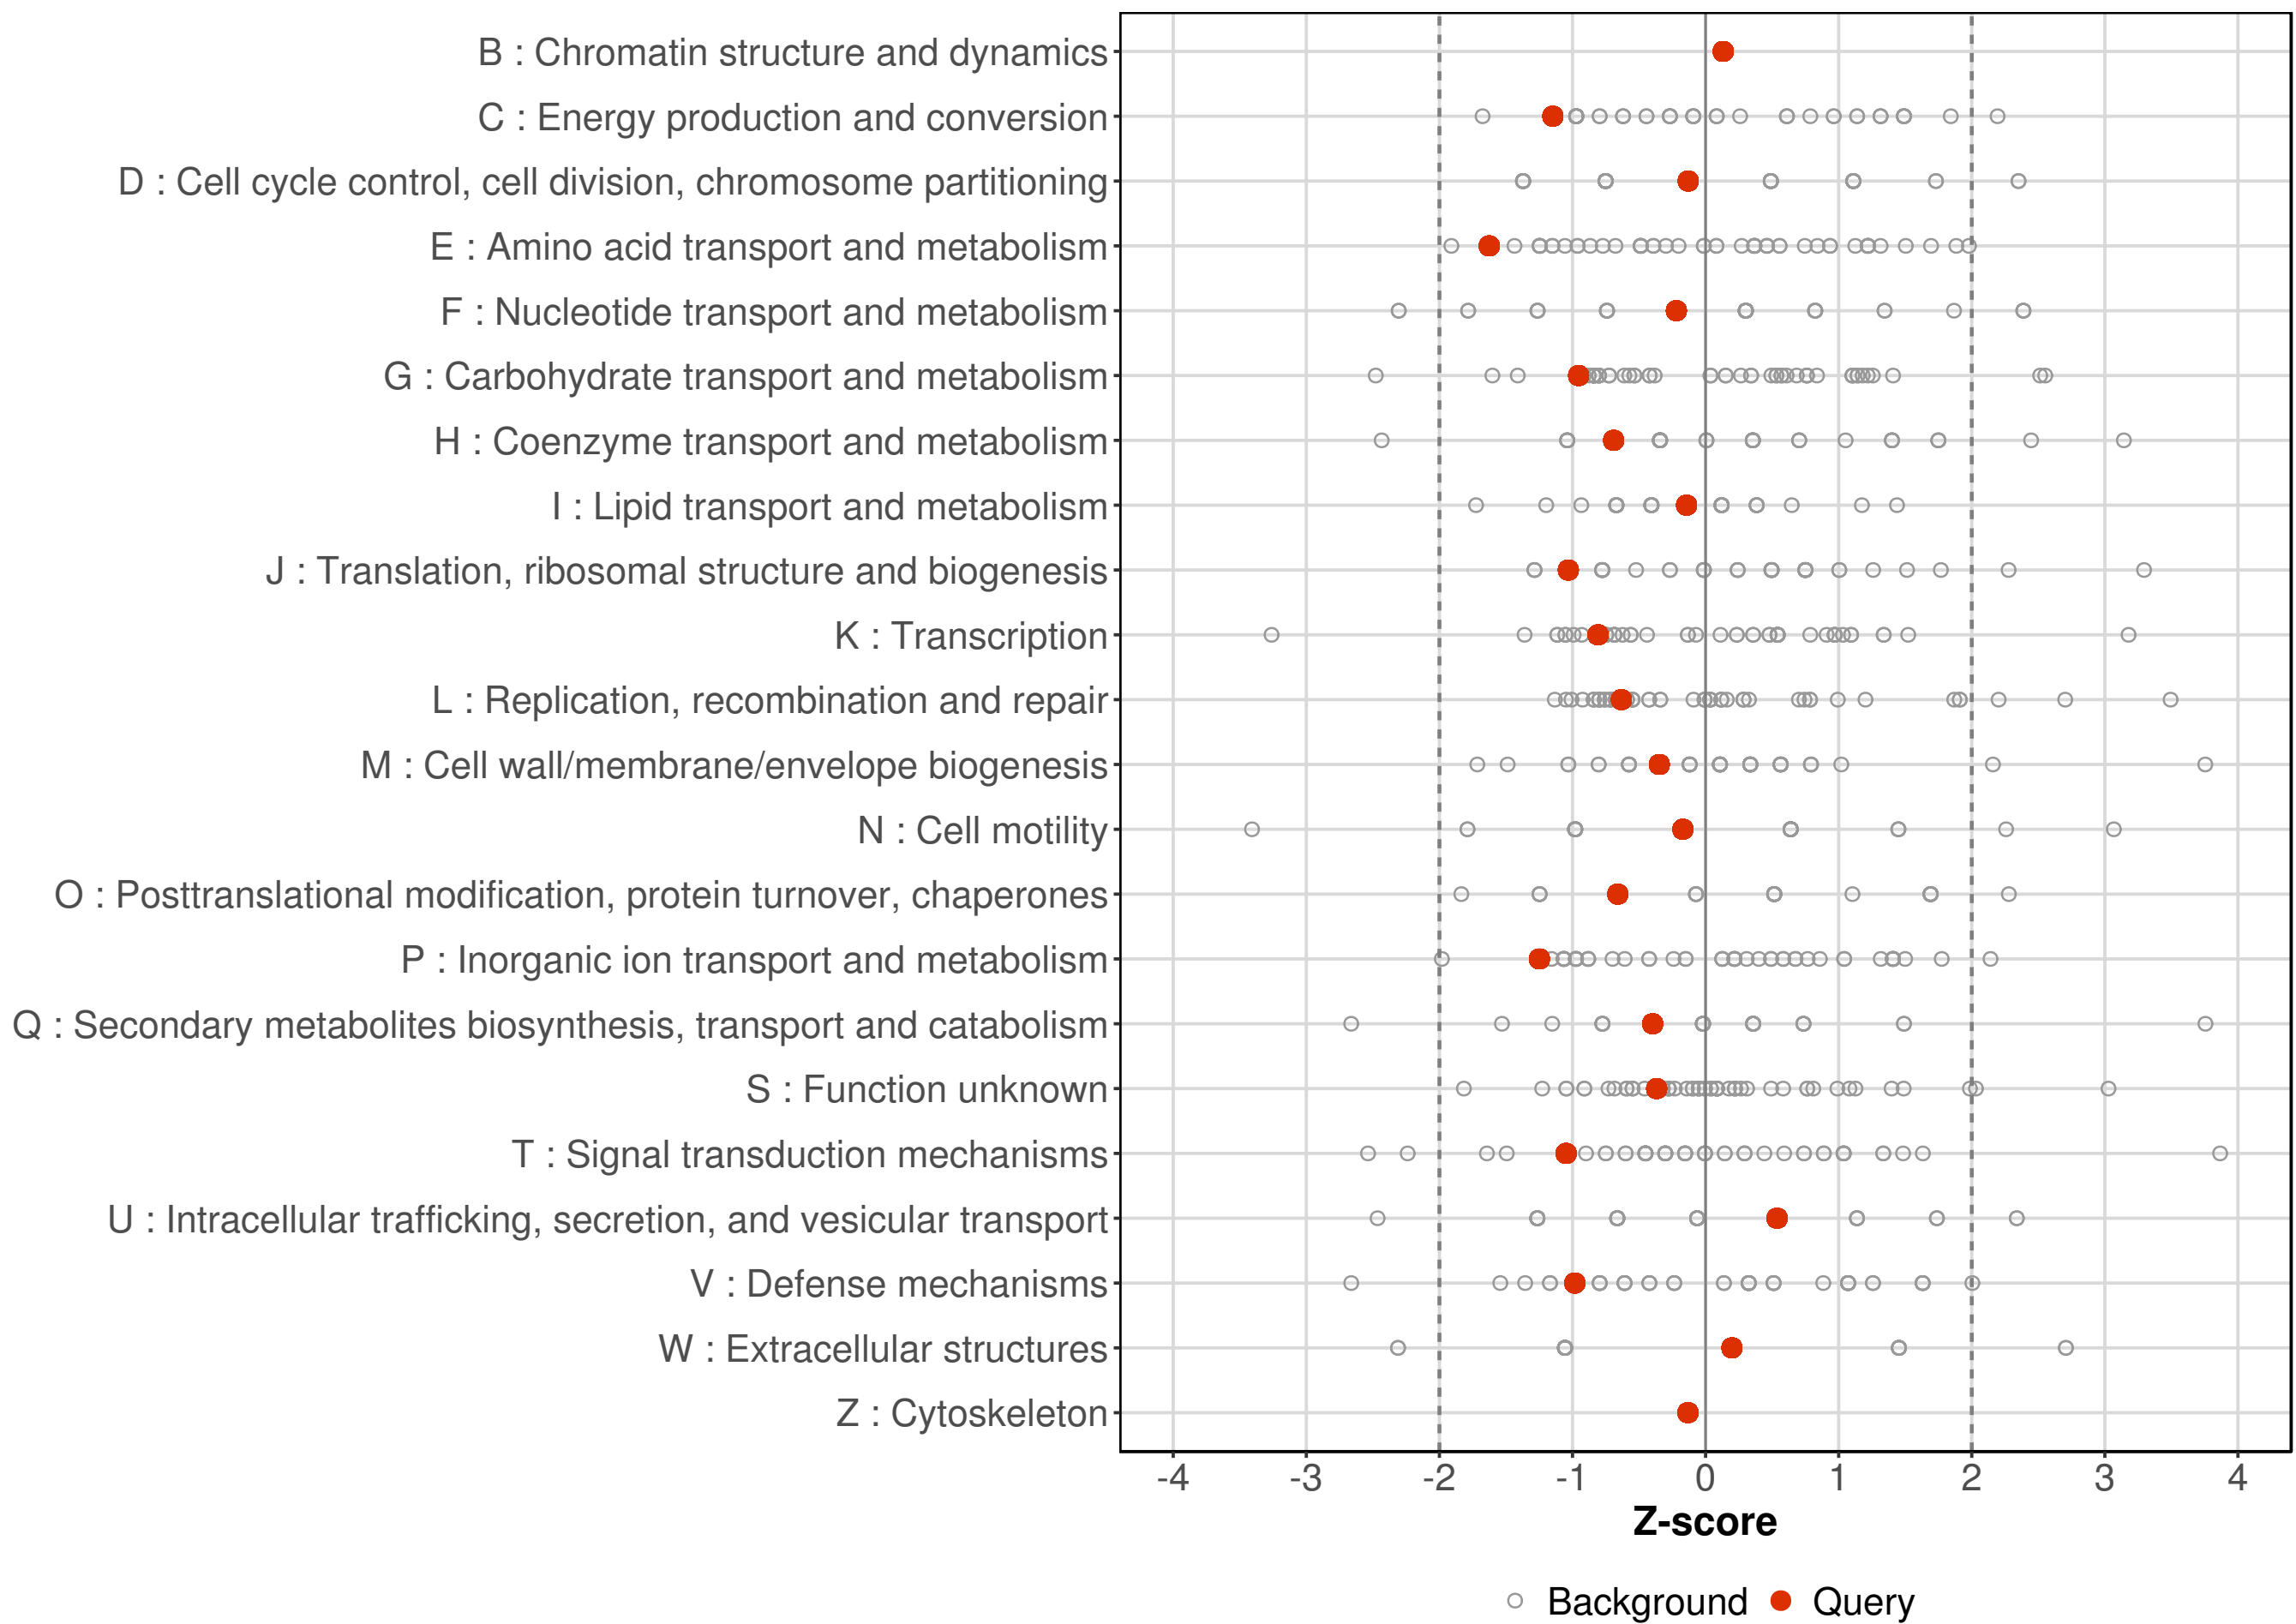 B : Chromatin structure and dynamics
C : Energy production and conversion
D : Cell cycle control, cell division, chromosome partitioning
E : Amino acid transport and metabolism
F : Nucleotide transport and metabolism
G : Carbohydrate transport and metabolism
H : Coenzyme transport and metabolism
I : Lipid transport and metabolism
J : Translation, ribosomal structure and biogenesis
K : Transcription
L : Replication, recombination and repair
M : Cell wall/membrane/envelope biogenesis
N : Cell motility
O : Posttranslational modification, protein turnover, chaperones
P : Inorganic ion transport and metabolism
Q : Secondary metabolites biosynthesis, transport and catabolism
S : Function unknown
T : Signal transduction mechanisms
U : Intracellular trafficking, secretion, and vesicular transport
V : Defense mechanisms
W : Extracellular structures
Z : Cytoskeleton
-4 -3 -2 -1 0 1 2 3 4
Z-score
Background Query